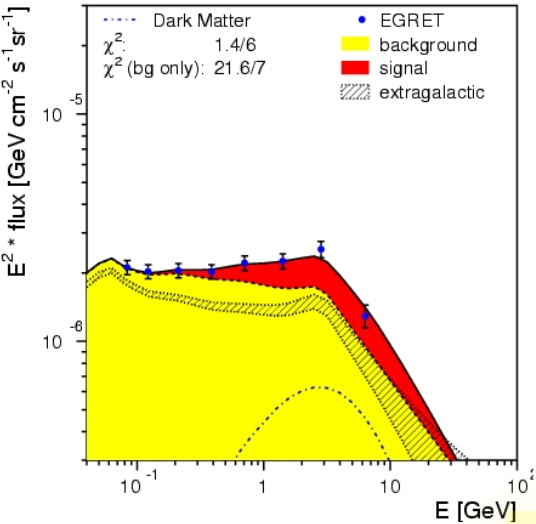 Dark Matter
χ²: 1.4/6
χ² (bg only): 21.6/7
EGRET
background
signal
extragalactic
E² * flux [GeV cm⁻² s⁻¹ sr⁻¹]
10⁻⁵
10⁻⁶
10⁻¹ 1 10 10²
E [GeV]